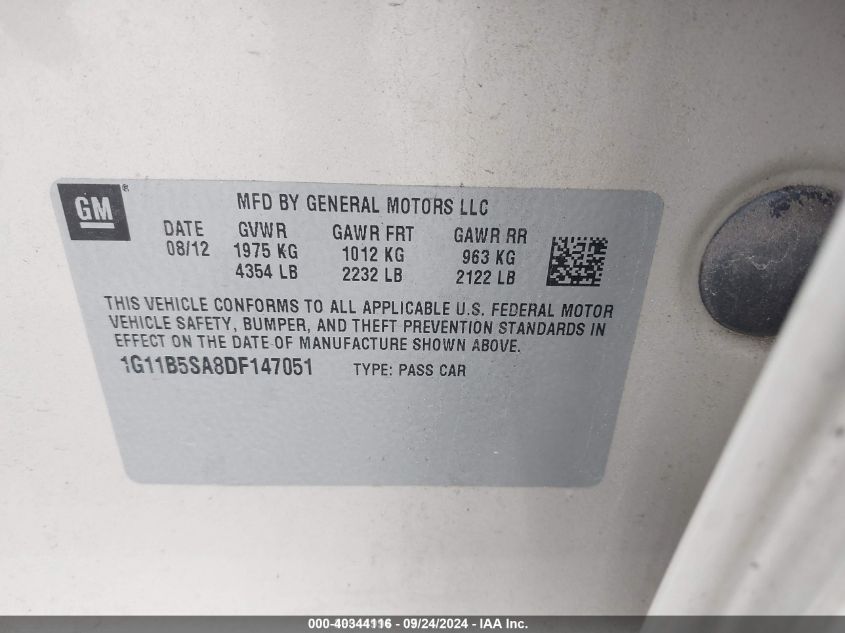 GM®
MFD BY GENERAL MOTORS LLC
DATE GVWR GAWR FRT GAWR RR
08/12 1975 KG 1012 KG 963 KG
4354 LB 2232 LB 2122 LB
THIS VEHICLE CONFORMS TO ALL APPLICABLE U.S. FEDERAL MOTOR
VEHICLE SAFETY, BUMPER, AND THEFT PREVENTION STANDARDS IN
EFFECT ON THE DATE OF MANUFACTURE SHOWN ABOVE.
1G11B5SA8DF147051 TYPE: PASS CAR
000-40344116 - 09/24/2024 - IAA Inc.